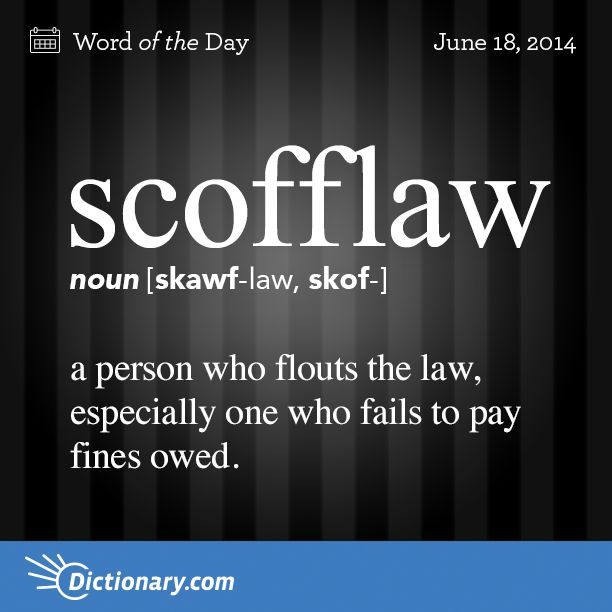 Word of the Day
June 18, 2014
scofflaw
noun [skawf-law, skof-]
a person who flouts the law,
especially one who fails to pay
fines owed.
Dictionary.com